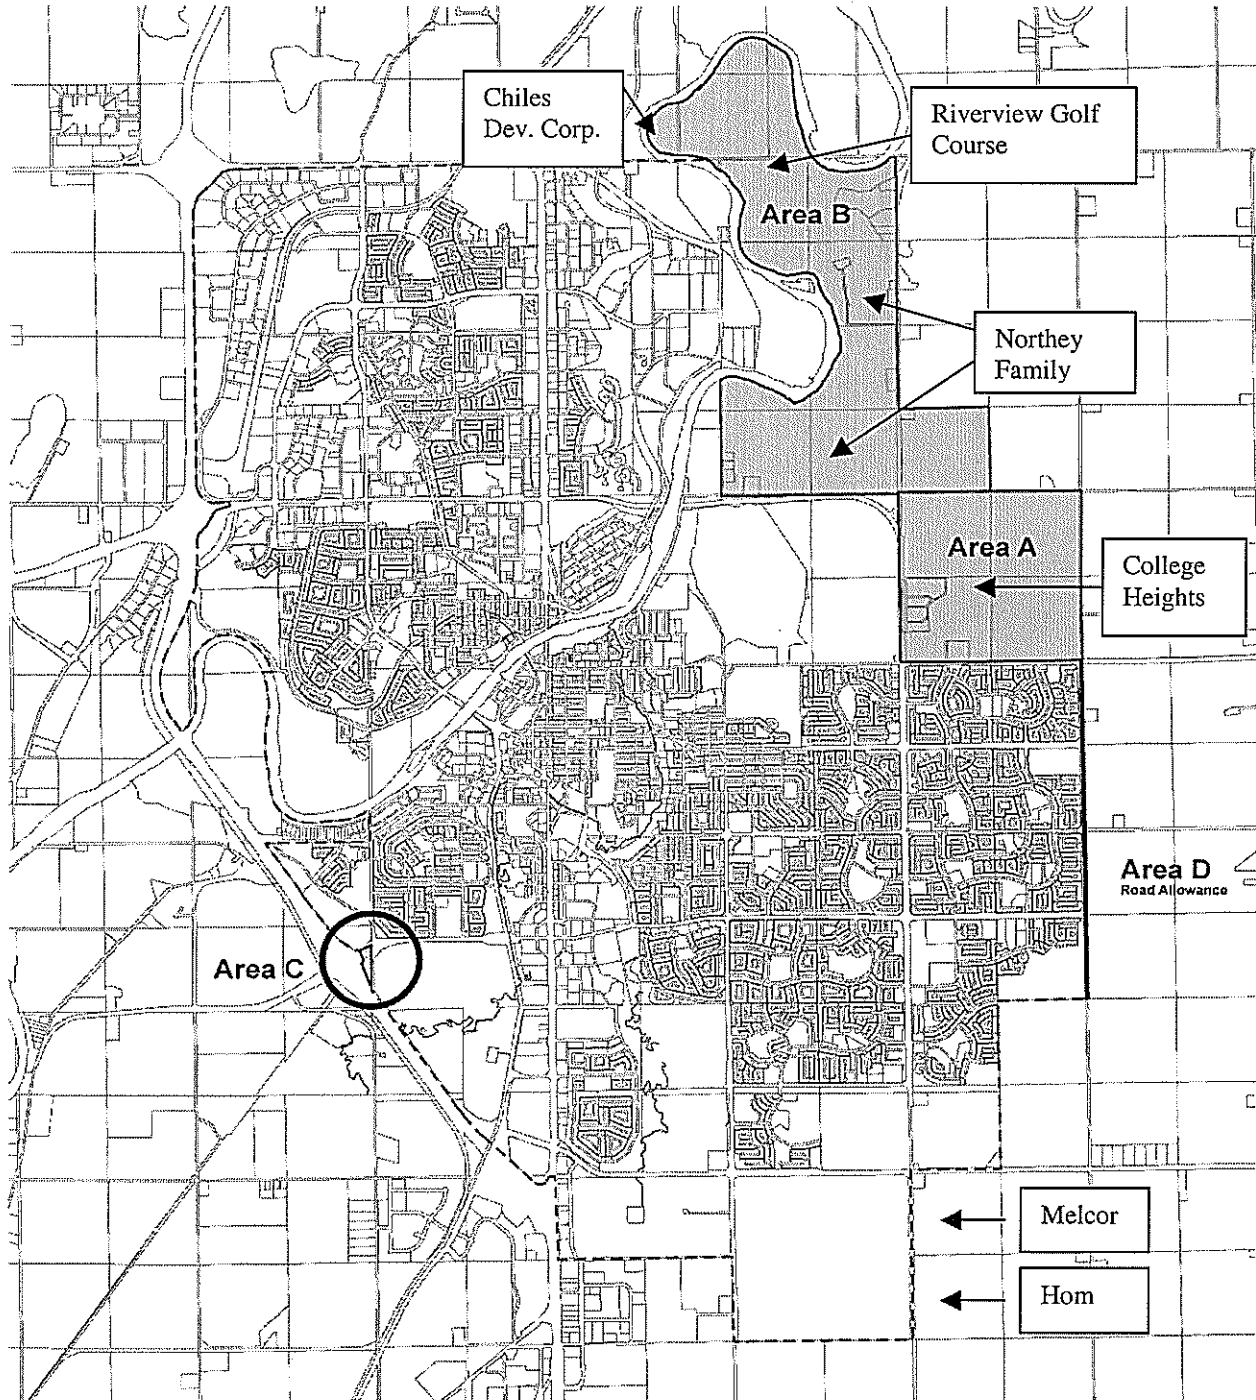 Chiles
Dev. Corp.
Riverview Golf
Course
Area B
Northey
Family
Area A
College
Heights
Area D
Road Allowance
Area C
Melcor
Hom